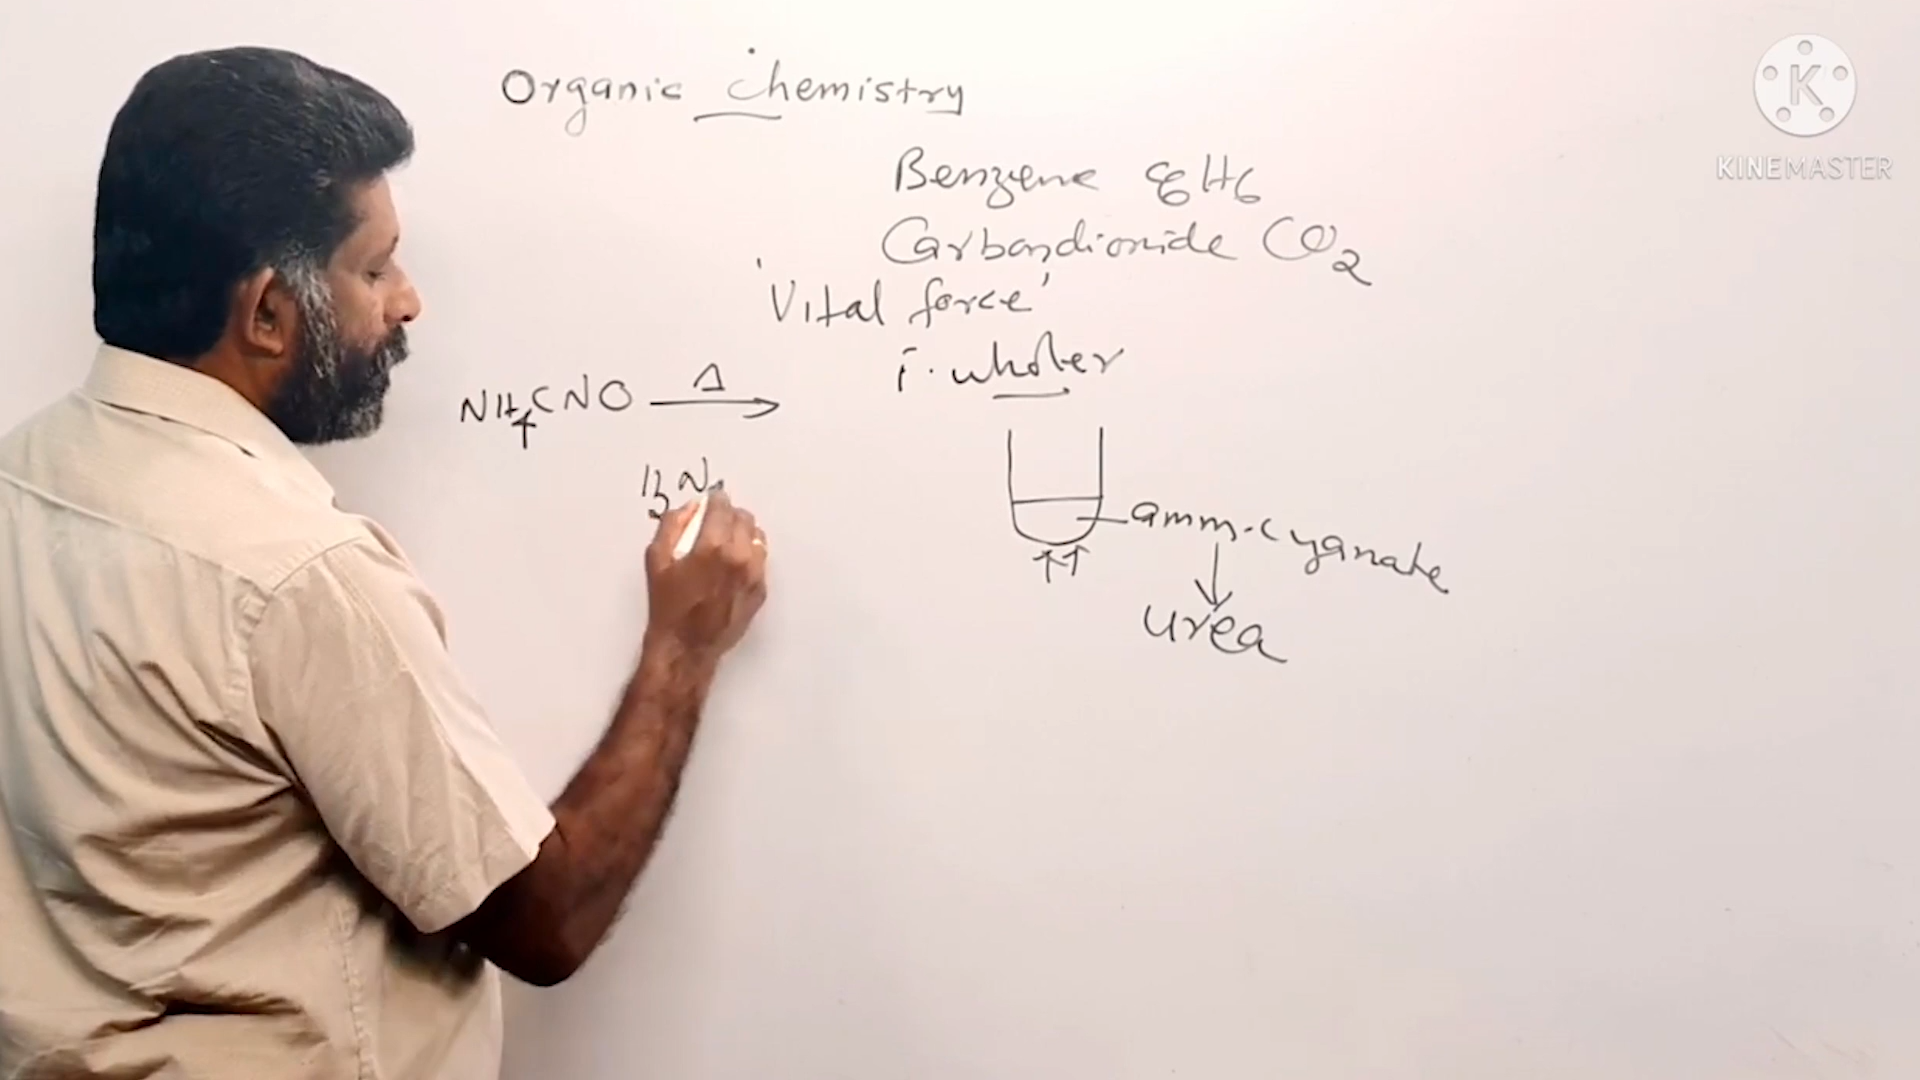 Organic chemistry
Benzene C6H6
Carbondioxide CO2
'Vital force'
F. wholer
NH4CNO Δ
N
amm. cyanate
urea
K
KINEMASTER